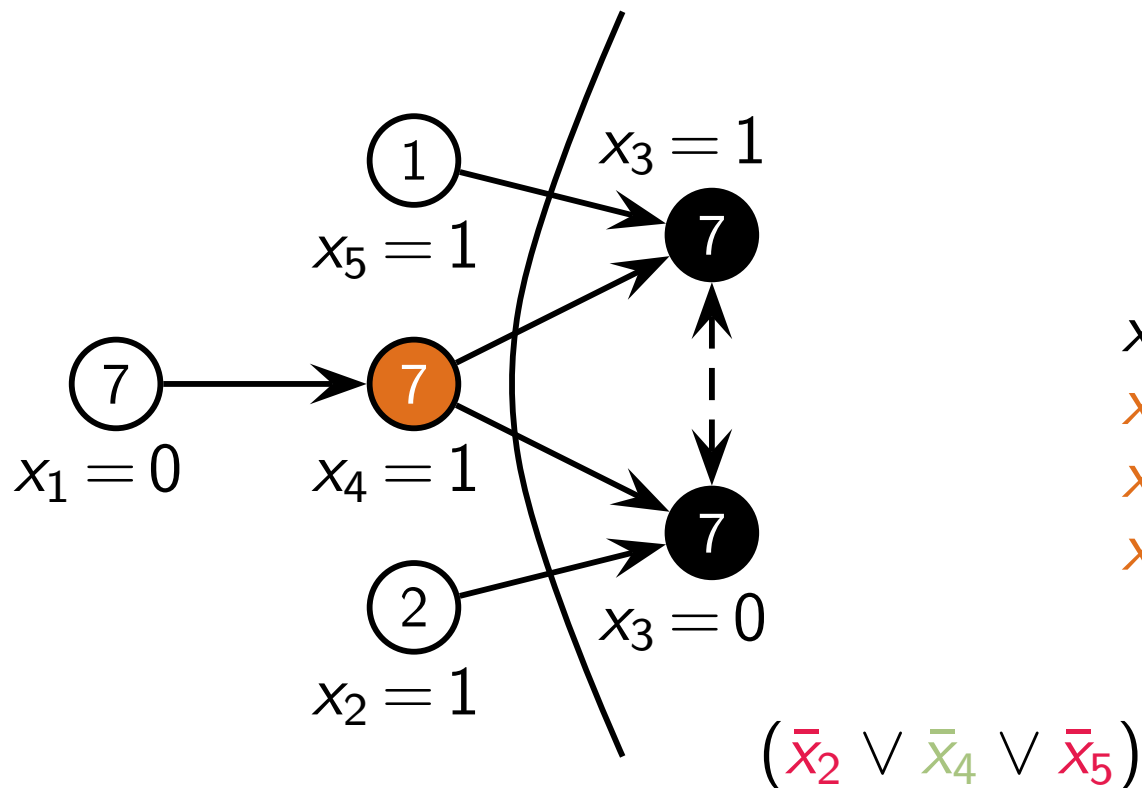 x₃ = 1
1
7
x₅ = 1
7
7
x₁ = 0
x₄ = 1
7
2
x₃ = 0
x₂ = 1
(x̄₂ ∨ x̄₄ ∨ x̄₅)